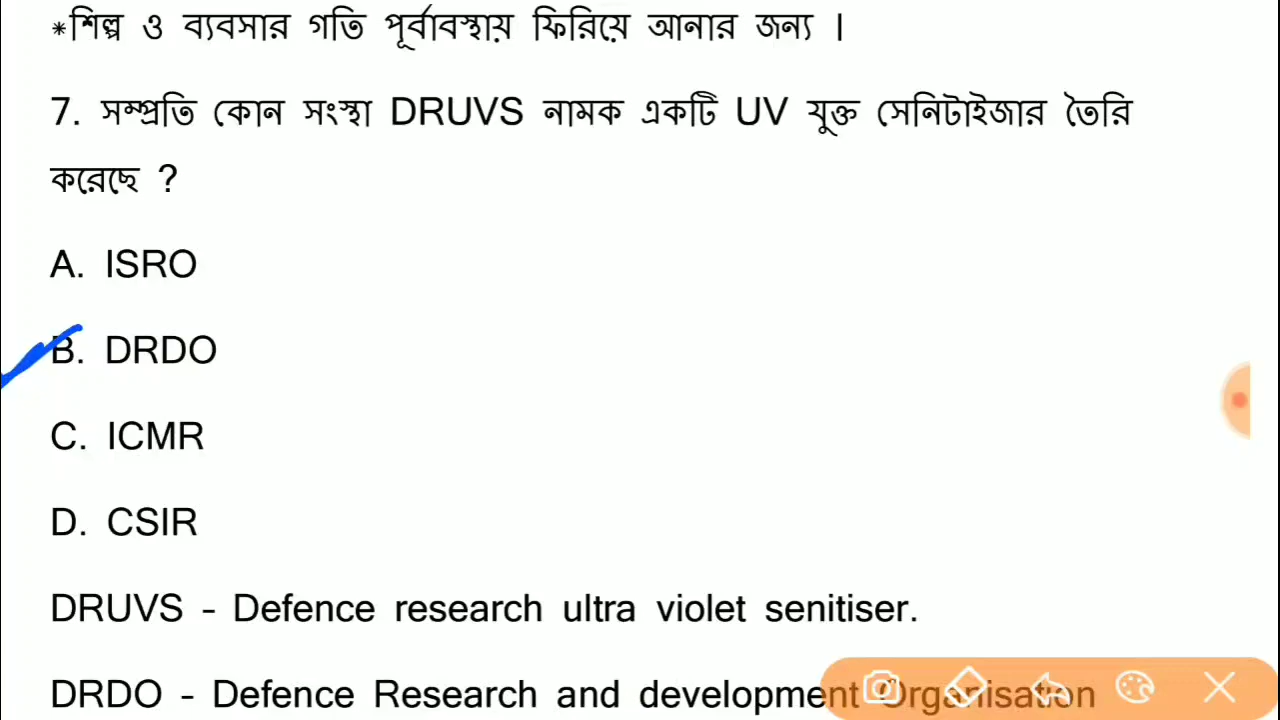 *শিল্প ও ব্যবসার গতি পূর্বাবস্থায় ফিরিয়ে আনার জন্য ।
7. সম্প্রতি কোন সংস্থা DRUVS নামক একটি UV যুক্ত সেনিটাইজার তৈরি
করেছে ?
A. ISRO
B. DRDO
C. ICMR
D. CSIR
DRUVS - Defence research ultra violet senitiser.
DRDO - Defence Research and development Organisation